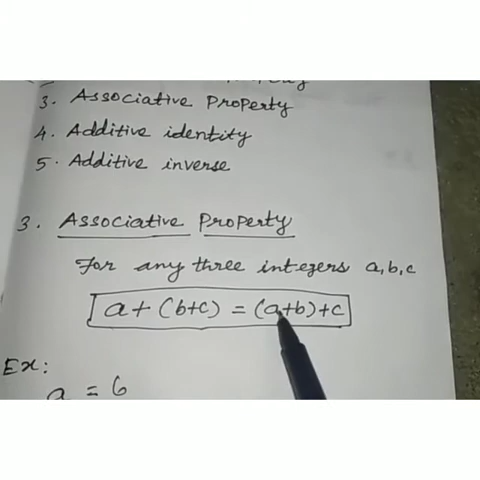 3. Associative Property
4. Additive identity
5. Additive inverse
3. Associative Property
For any three integers a,b,c
a+ (b+c) = (a+b)+c
Ex:
a = 6